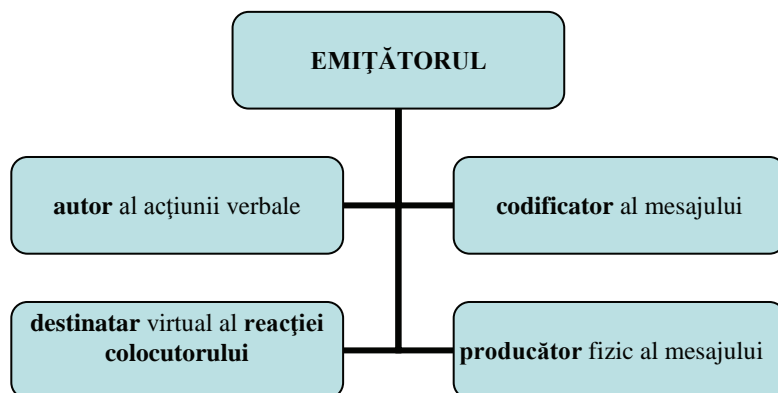 EMIŢĂTORUL
autor al acţiunii verbale
codificator al mesajului
destinatar virtual al reacţiei
colocutorului
producător fizic al mesajului